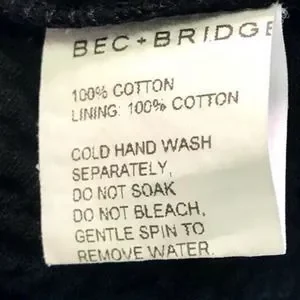 BEC + BRIDGE
100% COTTON
LINING: 100% COTTON
COLD HAND WASH
SEPARATELY,
DO NOT SOAK
DO NOT BLEACH,
GENTLE SPIN TO
REMOVE WATER.